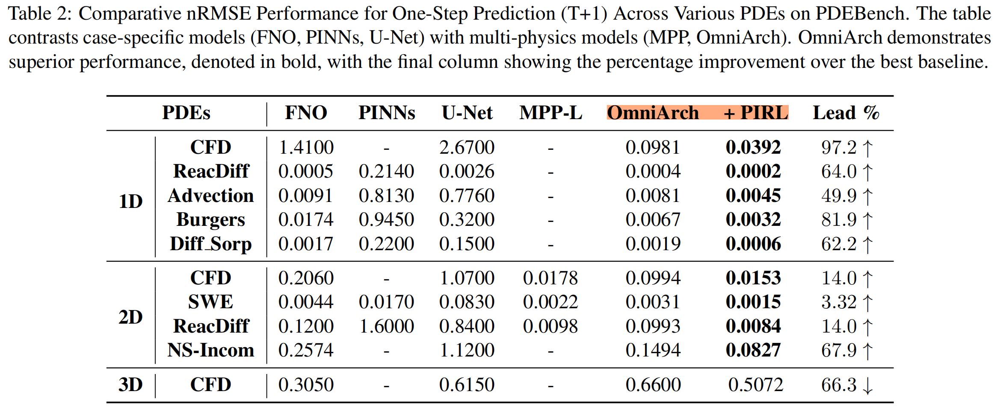 Table 2: Comparative nRMSE Performance for One-Step Prediction (T+1) Across Various PDEs on PDEBench. The table
contrasts case-specific models (FNO, PINNs, U-Net) with multi-physics models (MPP, OmniArch). OmniArch demonstrates
superior performance, denoted in bold, with the final column showing the percentage improvement over the best baseline.
PDEs FNO PINNs U-Net MPP-L OmniArch + PIRL Lead %
CFD 1.4100 - 2.6700 - 0.0981 0.0392 97.2 ↑
ReacDiff 0.0005 0.2140 0.0026 - 0.0004 0.0002 64.0 ↑
1D Advection 0.0091 0.8130 0.7760 - 0.0081 0.0045 49.9 ↑
Burgers 0.0174 0.9450 0.3200 - 0.0067 0.0032 81.9 ↑
Diff_Sorp 0.0017 0.2200 0.1500 - 0.0019 0.0006 62.2 ↑
CFD 0.2060 - 1.0700 0.0178 0.0994 0.0153 14.0 ↑
SWE 0.0044 0.0170 0.0830 0.0022 0.0031 0.0015 3.32 ↑
2D ReacDiff 0.1200 1.6000 0.8400 0.0098 0.0993 0.0084 14.0 ↑
NS-Incom 0.2574 - 1.1200 - 0.1494 0.0827 67.9 ↑
3D CFD 0.3050 - 0.6150 - 0.6600 0.5072 66.3 ↓